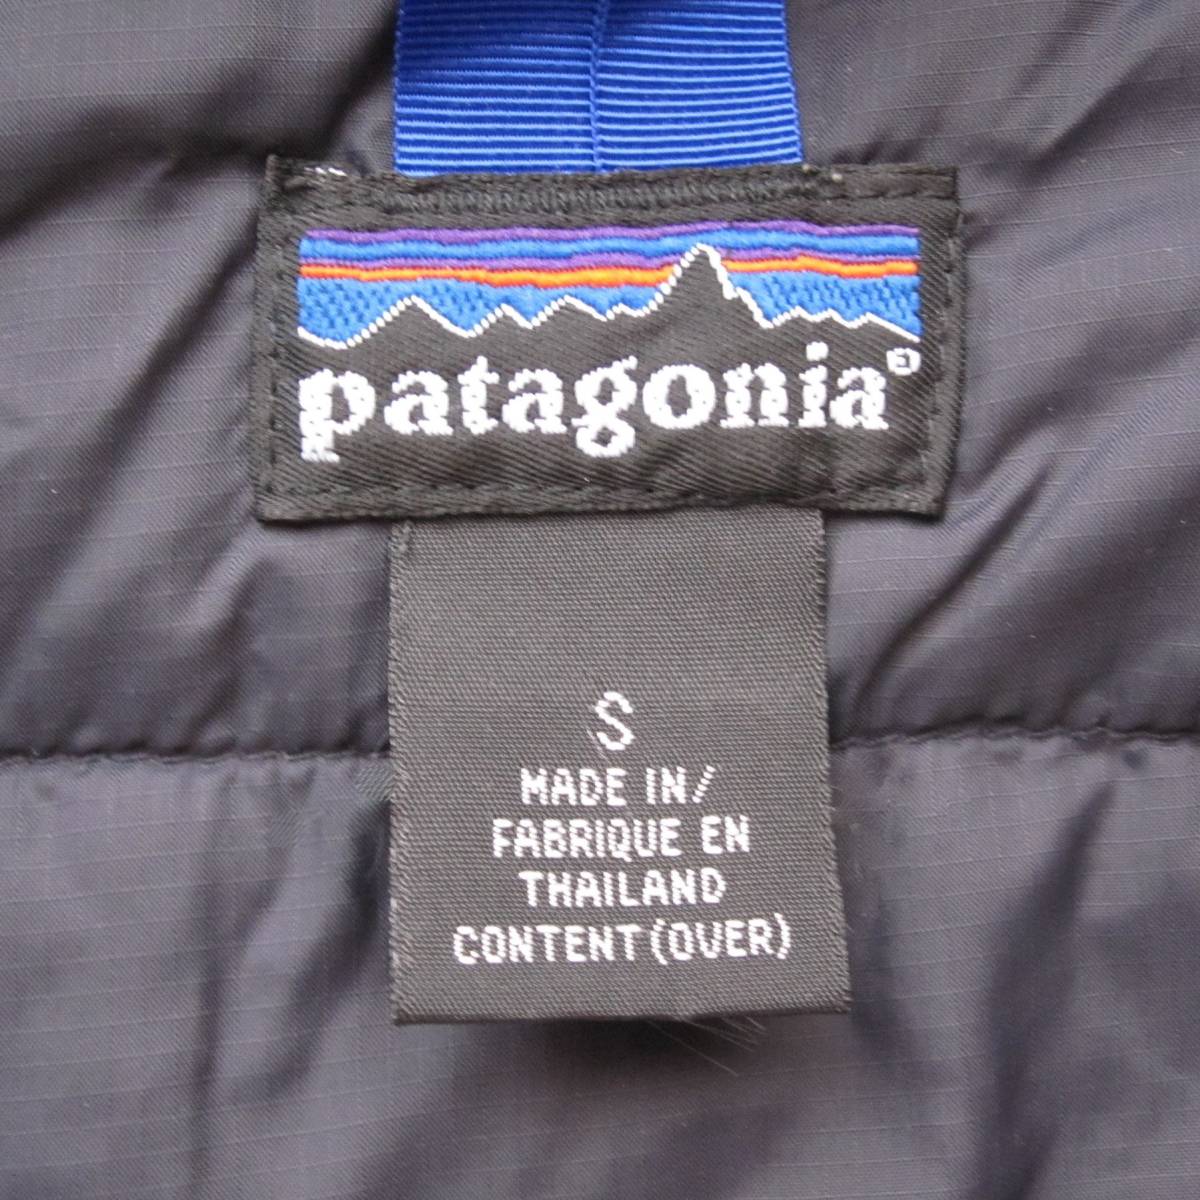 patagonia®
S
MADE IN/
FABRIQUE EN
THAILAND
CONTENT (OVER)